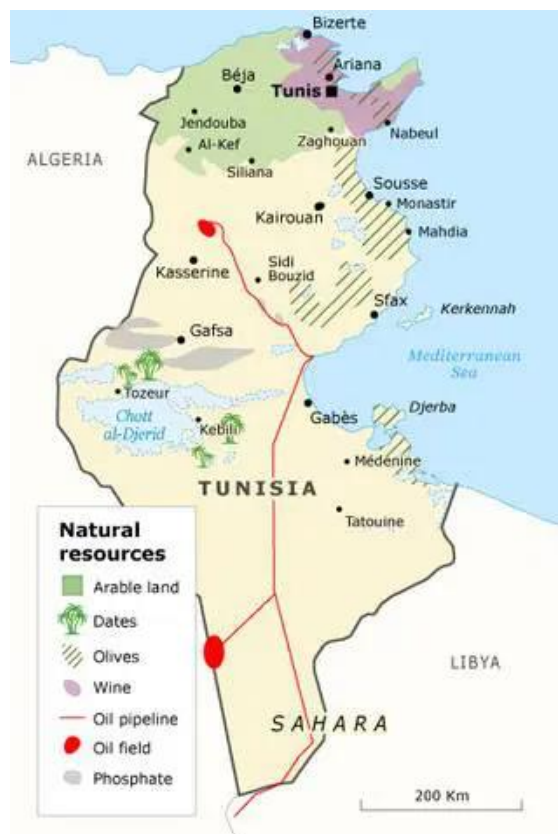 Bizerte
Ariana
Béja
Tunis
Jendouba
Nabeul
Zaghouan
Al-Kef
ALGERIA
Siliana
Sousse
Monastir
Kairouan
Mahdia
Sidi
Bouzid
Kasserine
Sfax
Kerkennah
Gafsa
Mediterranean
Sea
Tozeur
Gabès
Djerba
Chott
al-Djerid
Kebili
Médenine
TUNISIA
Tatouine
Natural
resources
Arable land
Dates
Olives
Wine
Oil pipeline
Oil field
Phosphate
LIBYA
SAHARA
200 Km